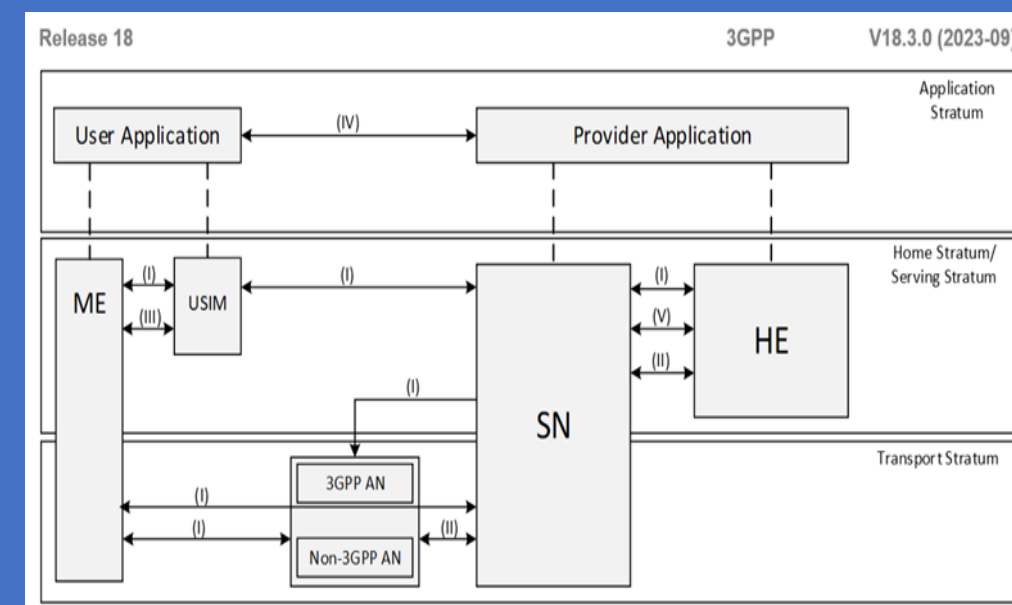 Release 18 3GPP V18.3.0 (2023-09)
Application
Stratum
User Application (IV) Provider Application
Home Stratum/
Serving Stratum
ME (I) USIM (I) SN (I) HE
(III) (V)
(II)
(I)
Transport Stratum
3GPP AN
(I)
(I) (II)
Non-3GPP AN